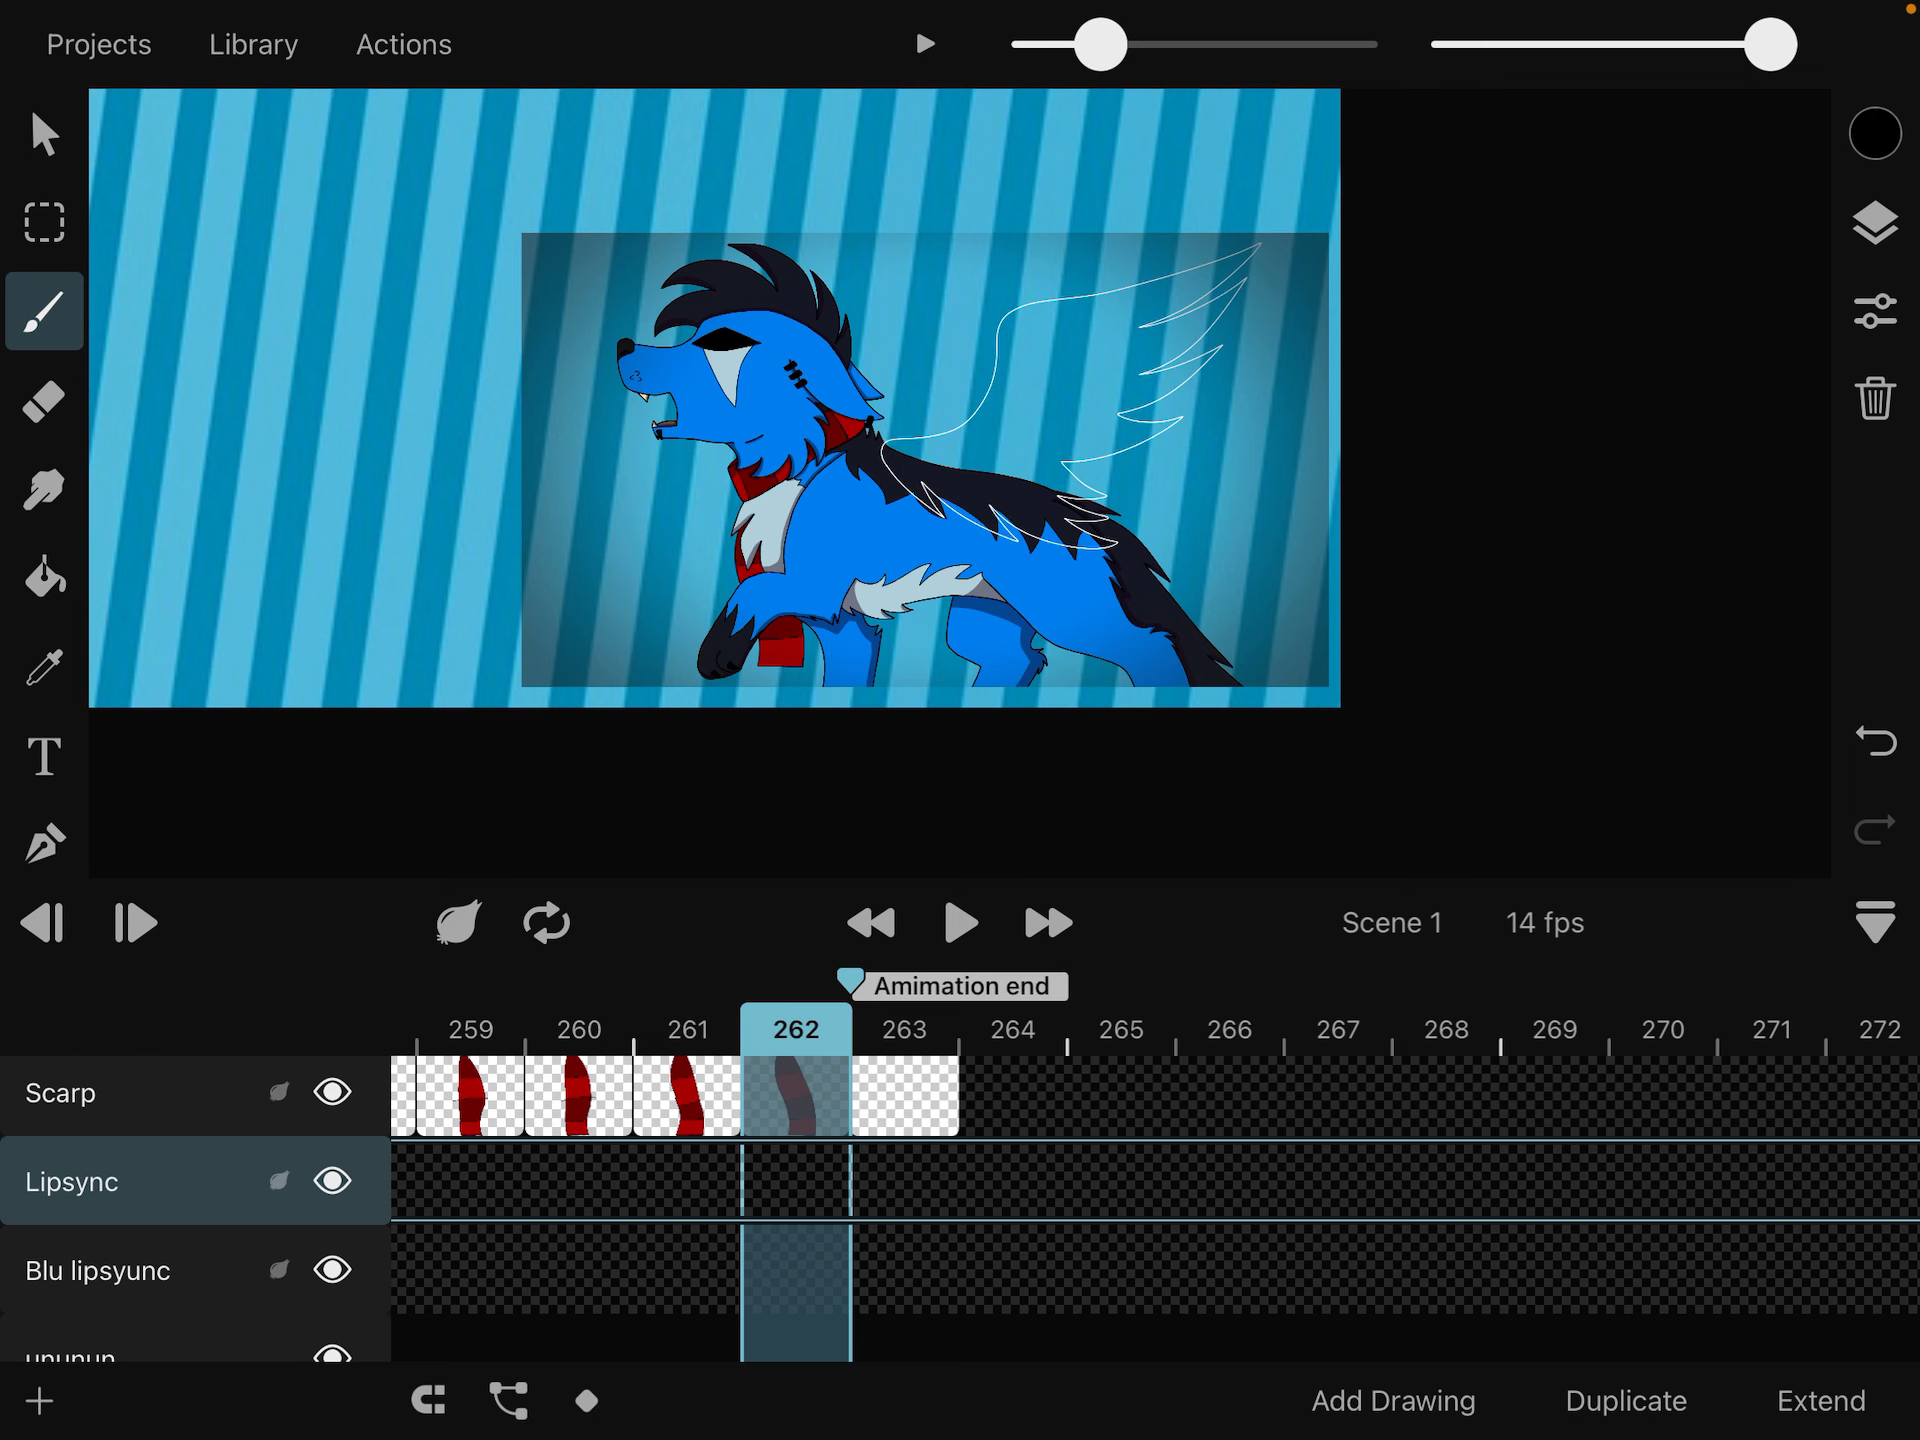 Projects Library Actions
T
Scene 1 14 fps
Amimation end
259 260 261 262 263 264 265 266 267 268 269 270 271 272
Scarp
Lipsync
Blu lipsyunc
ununun
Add Drawing Duplicate Extend